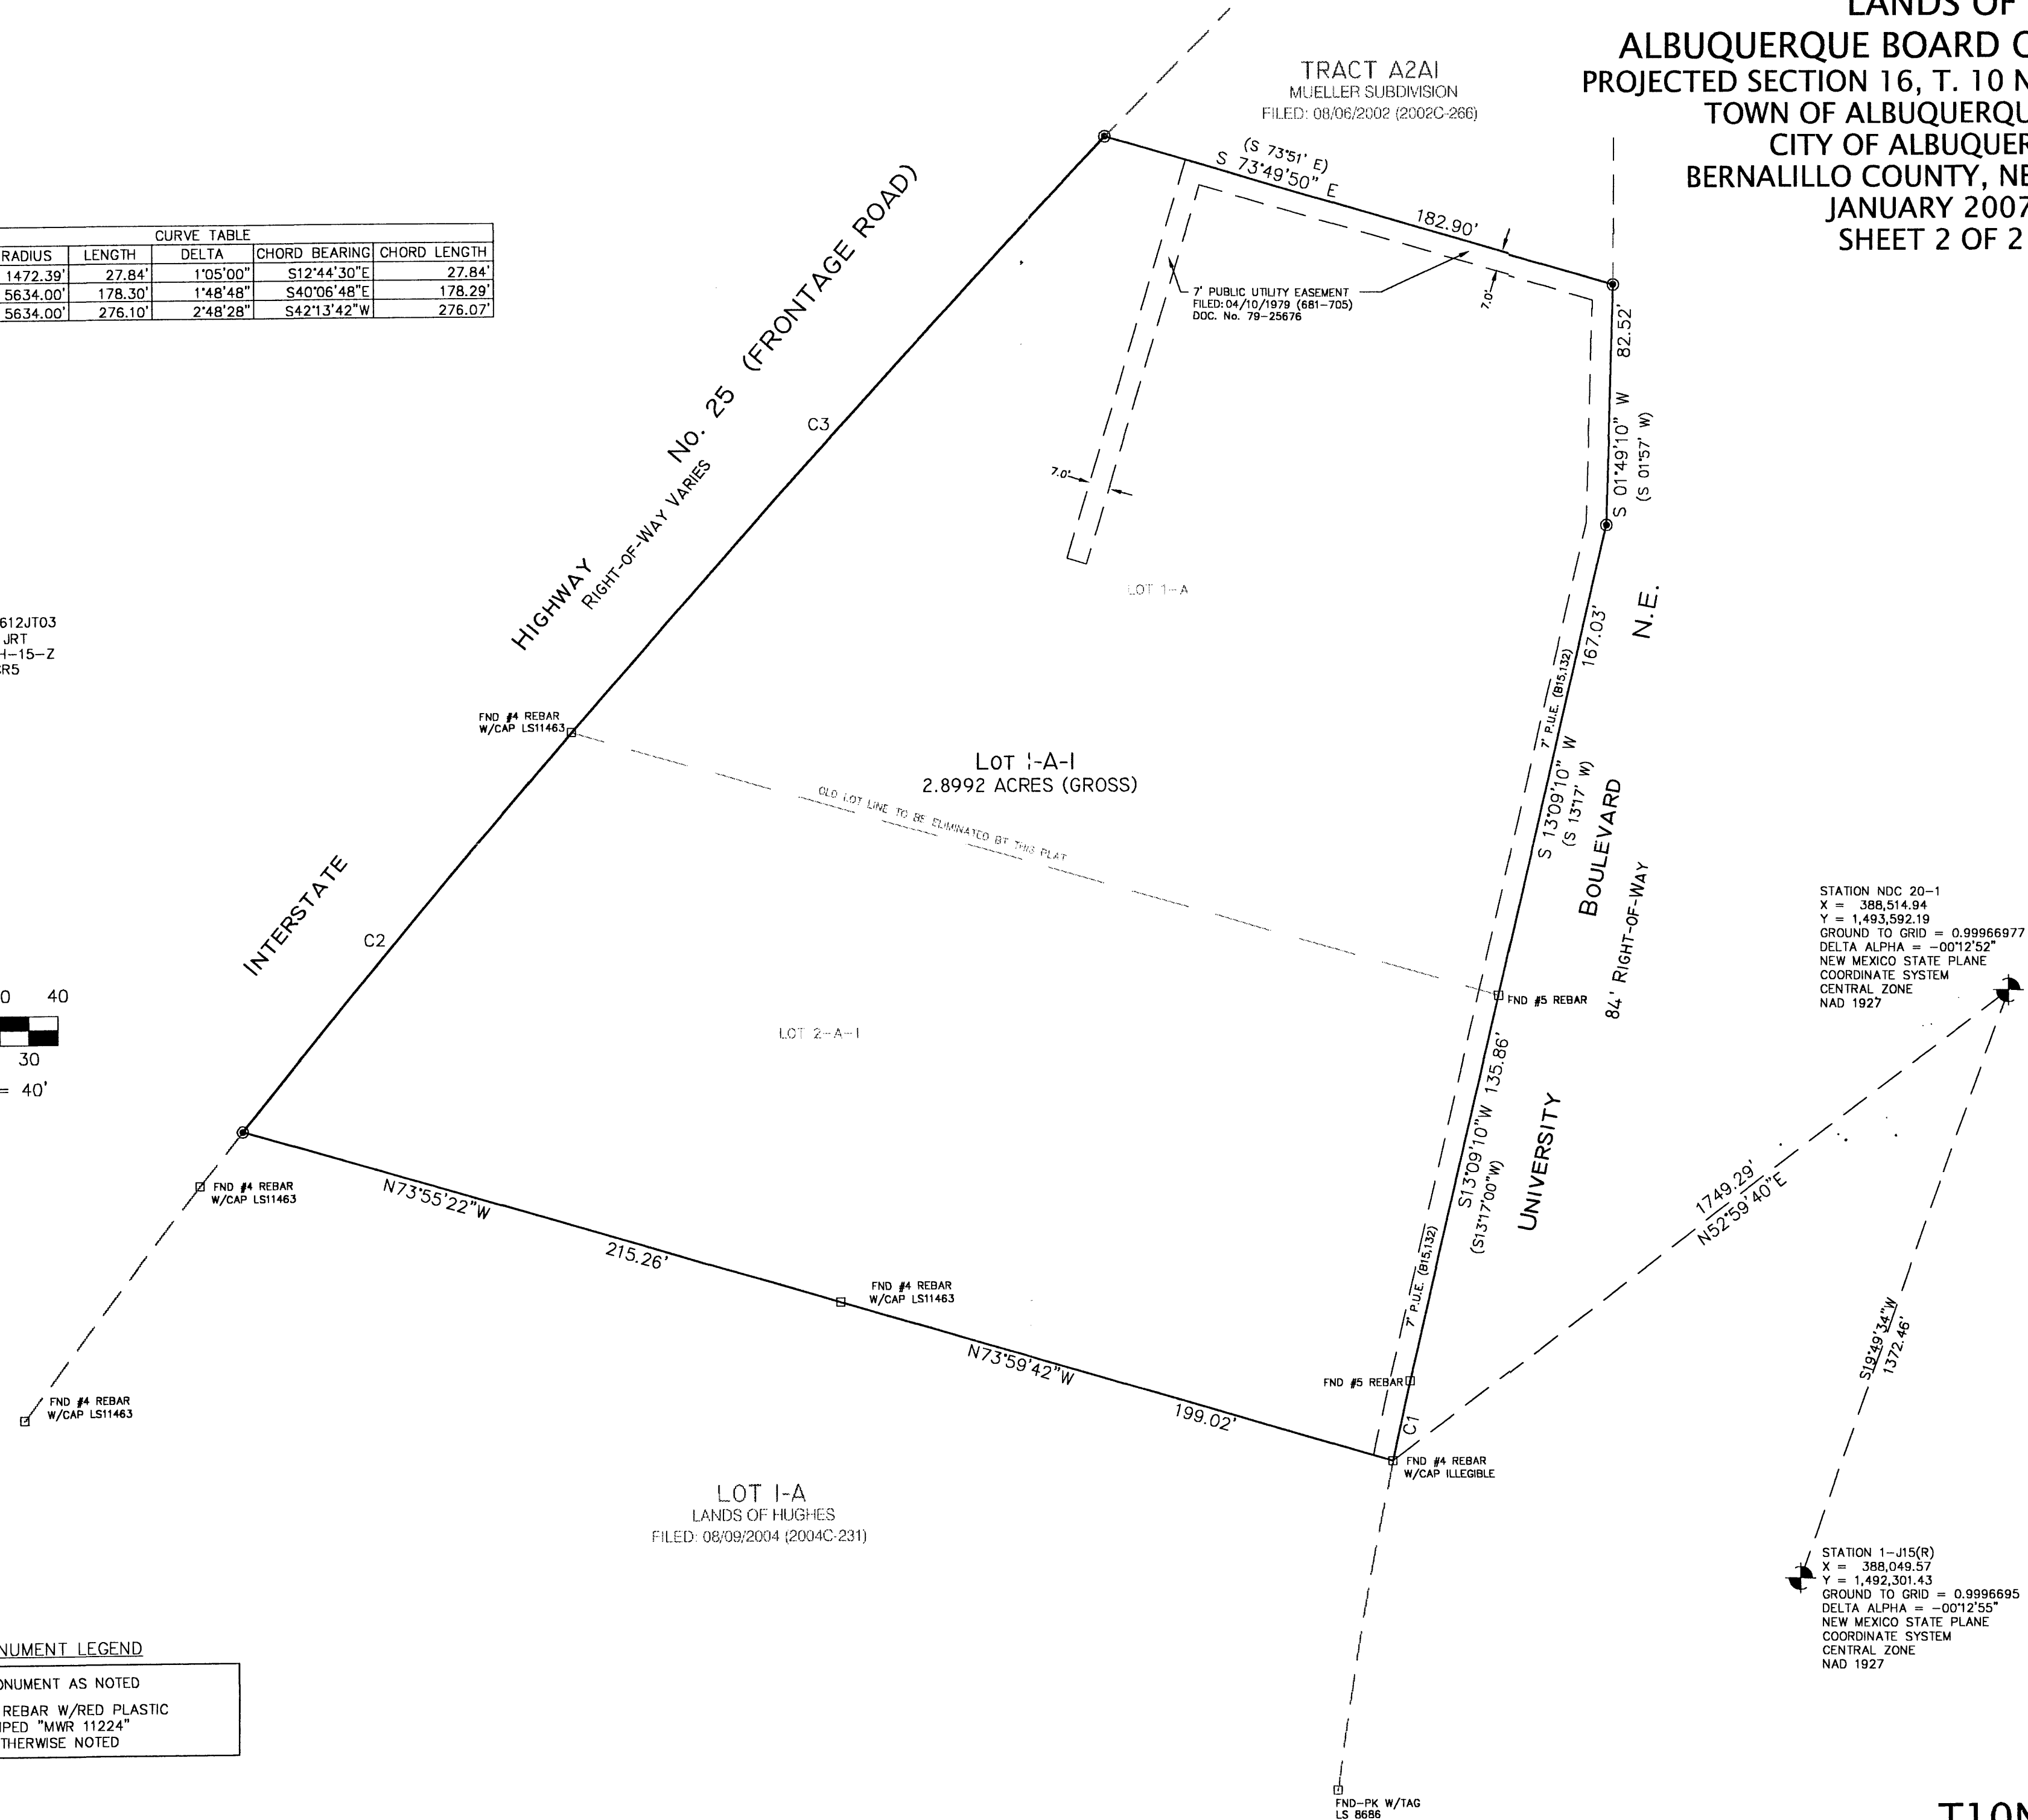 LANDS OF
ALBUQUERQUE BOARD
PROJECTED SECTION 16, T. 10
TOWN OF
CITY OF
BERNALILLO COUNTY,
JANUARY 2007
SHEET 2 OF 2
TRACT A2A1
MUELLER SUBDIVISION
FILED: 08/06/2002 (2002C-266)
(S 73°51' E)
S 73°49'50" E
182.90'
CURVE TABLE
RADIUS LENGTH DELTA CHORD BEARING CHORD LENGTH
1472.39' 27.84' 1°05'00" S12°44'30"E 27.84'
5634.00' 178.30' 1°48'48" S40°06'48"E 178.29'
5634.00' 276.10' 2°48'28" S42°13'42"W 276.07'
7' PUBLIC UTILITY EASEMENT
FILED: 04/10/1979 (681-705)
DOC. No. 79-25676
7.0'
82.52'
S 01°49'10" W
(S 01°57' W)
INTERSTATE HIGHWAY No. 25 (FRONTAGE ROAD)
RIGHT-OF-WAY VARIES
C3
7.0'
LOT 1-A
612JT03
JRT
H-15-Z
CR5
167.03'
N.E.
7' P.U.E. (B15,132)
S 13°09'10" W
(S 13°17' W)
FND #4 REBAR
W/CAP LS11463
LOT 1-A-1
2.8992 ACRES (GROSS)
OLD LOT LINE TO BE ELIMINATED BY THIS PLAT
BOULEVARD
84' RIGHT-OF-WAY
STATION NDC 20-1
X = 388,514.94
Y = 1,493,592.19
GROUND TO GRID = 0.99966977
DELTA ALPHA = -00°12'52"
NEW MEXICO STATE PLANE
COORDINATE SYSTEM
CENTRAL ZONE
NAD 1927
C2
0 40
30
= 40'
FND #5 REBAR
LOT 2-A-1
S13°09'10"W 135.86'
(S13°17'00"W)
UNIVERSITY
7' P.U.E. (B15,132)
FND #4 REBAR
W/CAP LS11463
N73°55'22"W
215.26'
1749.29'
N52°59'40"E
FND #4 REBAR
W/CAP LS11463
N73°59'42"W
199.02'
S19°49'34"W
1372.46'
FND #5 REBAR
C1
FND #4 REBAR
W/CAP LS11463
FND #4 REBAR
W/CAP ILLEGIBLE
LOT 1-A
LANDS OF HUGHES
FILED: 08/09/2004 (2004C-231)
STATION 1-J15(R)
X = 388,049.57
Y = 1,492,301.43
GROUND TO GRID = 0.9996695
DELTA ALPHA = -00°12'55"
NEW MEXICO STATE PLANE
COORDINATE SYSTEM
CENTRAL ZONE
NAD 1927
LEGEND
AS NOTED
REBAR W/RED PLASTIC
"MWR 11224"
NOTED
FND-PK W/TAG
LS 8686